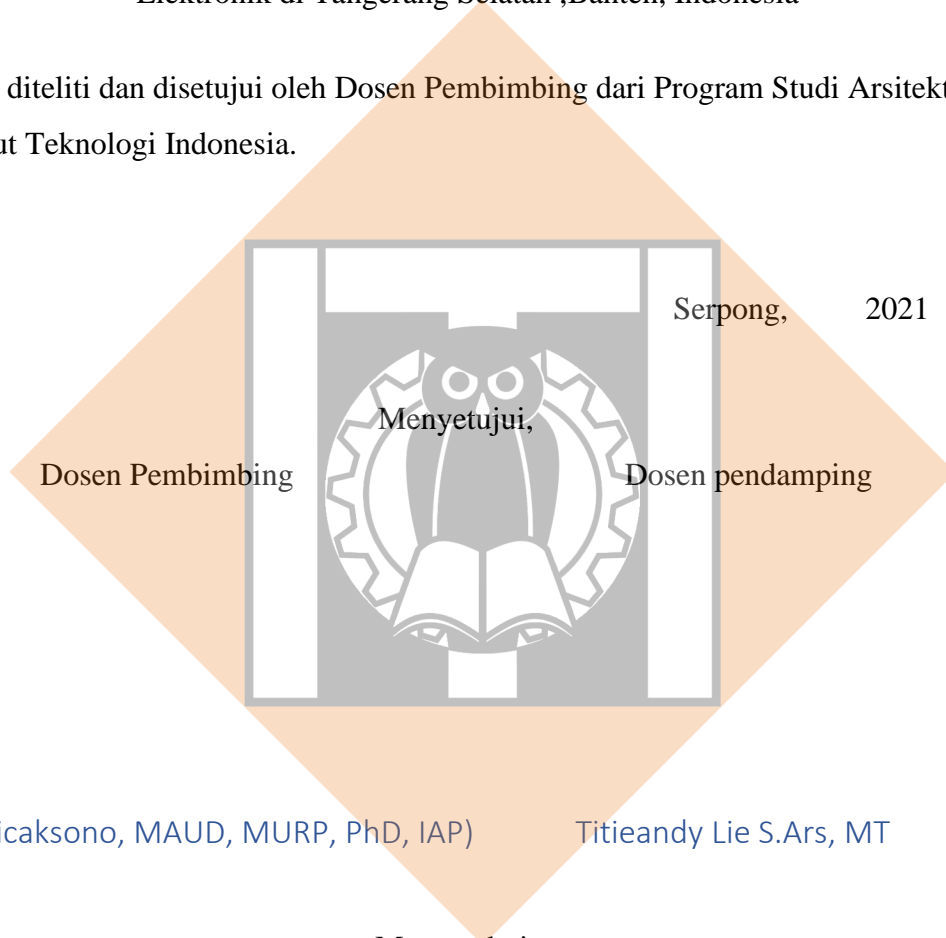 Elektronik di Tangerang Selatan ,Banten, Indonesia
diteliti dan disetujui oleh Dosen Pembimbing dari Program Studi Arsitekt
ut Teknologi Indonesia.
Serpong, 2021
Menyetujui,
Dosen Pembimbing Dosen pendamping
icaksono, MAUD, MURP, PhD, IAP) Titieandy Lie S.Ars, MT